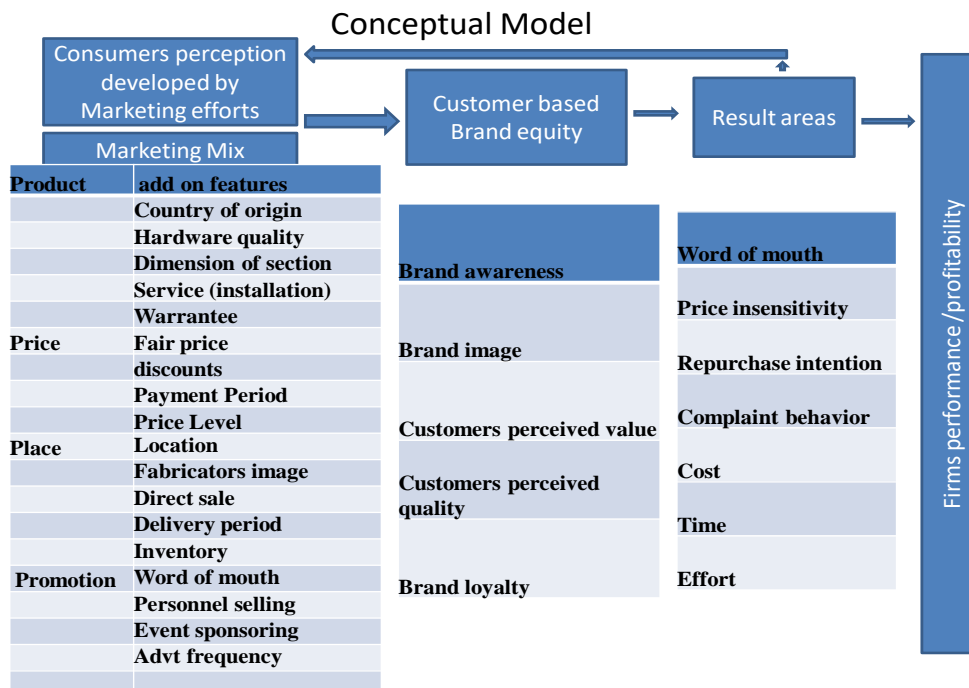 Conceptual Model
Consumers perception
developed by
Marketing efforts
Marketing Mix
Customer based
Brand equity
Result areas
Firms performance/profitability
Product add on features
Country of origin
Hardware quality
Dimension of section
Service (installation)
Warrantee
Price Fair price
discounts
Payment Period
Price Level
Place Location
Fabricators image
Direct sale
Delivery period
Inventory
Promotion Word of mouth
Personnel selling
Event sponsoring
Advt frequency
Brand awareness
Brand image
Customers perceived value
Customers perceived
quality
Brand loyalty
Word of mouth
Price insensitivity
Repurchase intention
Complaint behavior
Cost
Time
Effort